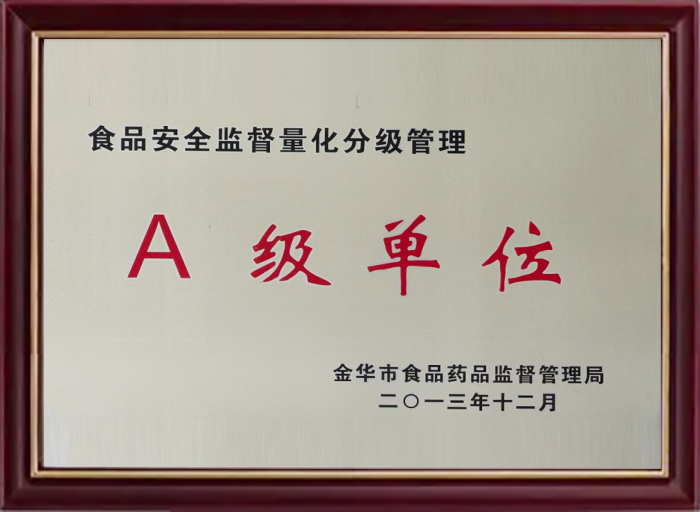 食品安全监督量化分级管理
A 级单位
金华市食品药品监督管理局
二〇一三年十二月